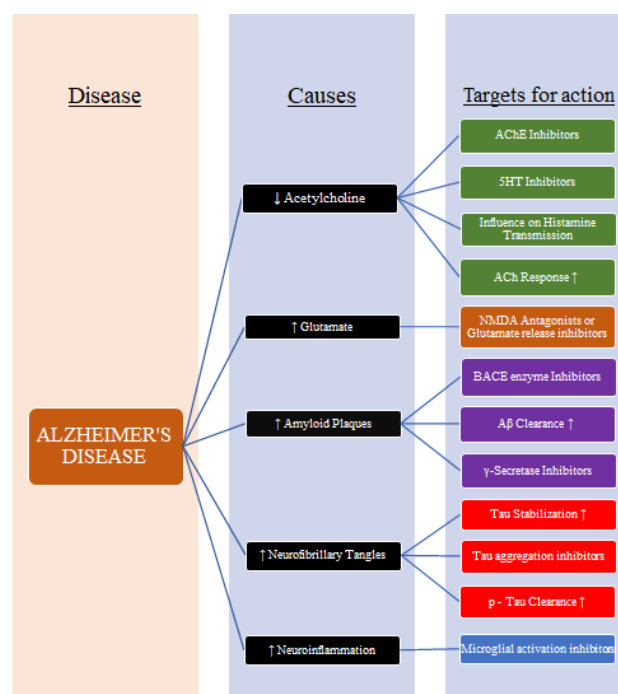 Disease
Causes
Targets for action
ALZHEIMER'S
DISEASE
↓ Acetylcholine
↑ Glutamate
↑ Amyloid Plaques
↑ Neurofibrillary Tangles
↑ Neuroinflammation
AChE Inhibitors
5HT Inhibitors
Influence on Histamine
Transmission
ACh Response ↑
NMDA Antagonists or
Glutamate release inhibitors
BACE enzyme Inhibitors
Aβ Clearance ↑
γ-Secretase Inhibitors
Tau Stabilization ↑
Tau aggregation inhibitors
p - Tau Clearance ↑
Microglial activation inhibitors